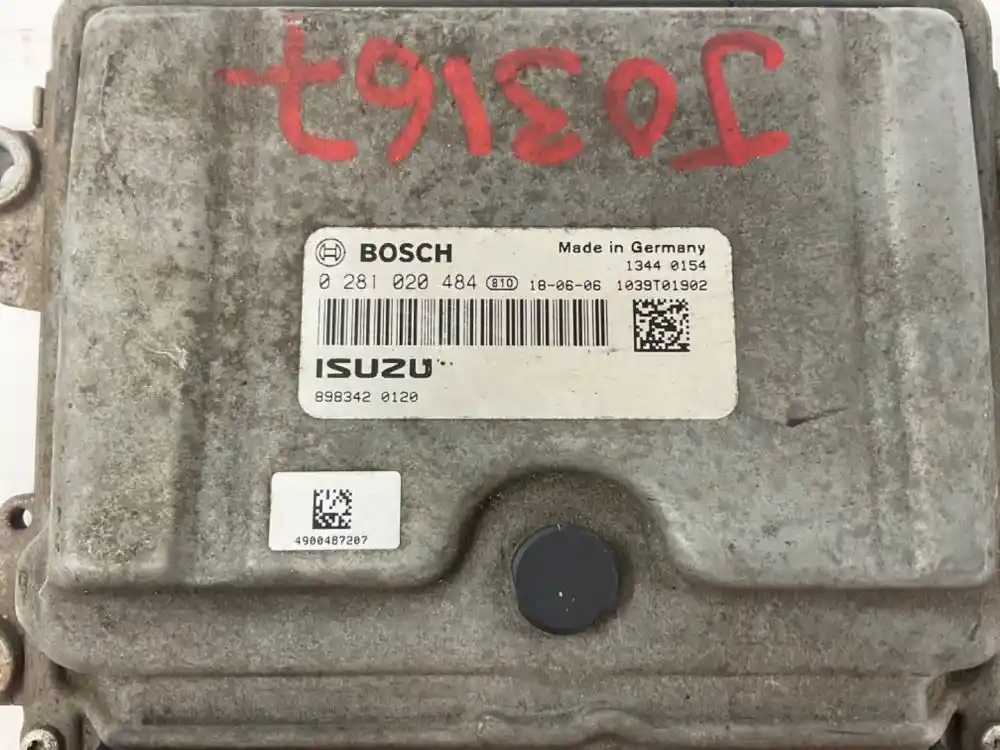 J03167
BOSCH
Made in Germany
1344 0154
0 281 020 484 810 18-06-06 1039T01902
ISUZU
898342 0120
4900487207